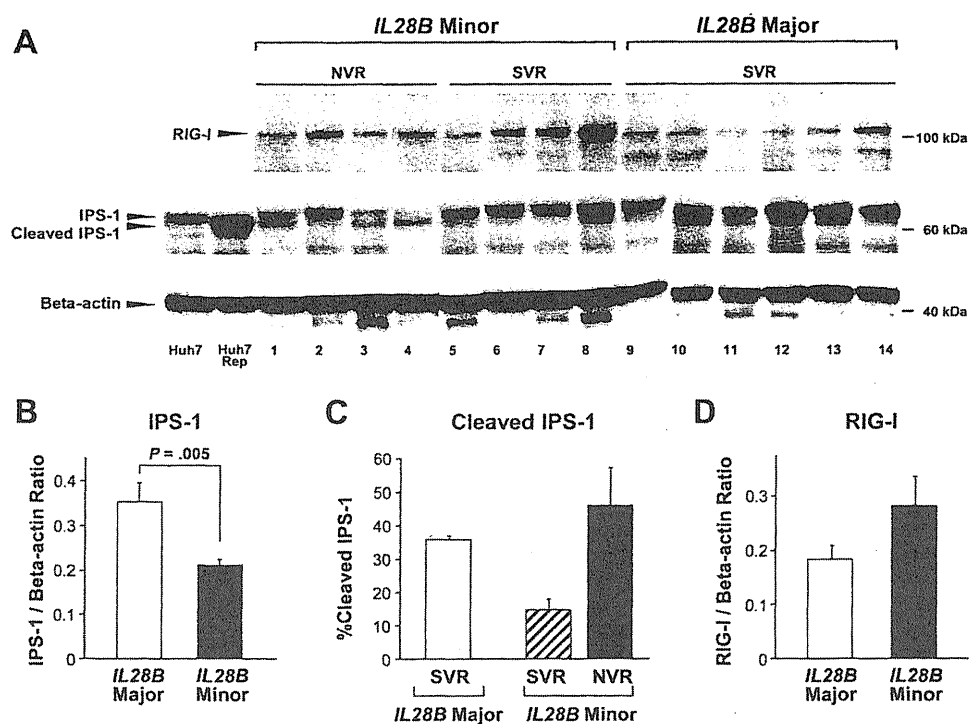 A
IL28B Minor
IL28B Major
NVR
SVR
SVR
RIG-I
100 kDa
IPS-1
Cleaved IPS-1
60 kDa
Beta-actin
40 kDa
Huh7
Huh7 Rep
1 2 3 4 5 6 7 8 9 10 11 12 13 14
B
IPS-1
P = .005
IPS-1 / Beta-actin Ratio
0.4
0.3
0.2
0.1
0
IL28B Major
IL28B Minor
C
Cleaved IPS-1
%Cleaved IPS-1
60
50
40
30
20
10
0
SVR
SVR
NVR
IL28B Major
IL28B Minor
D
RIG-I
RIG-I / Beta-actin Ratio
0.3
0.2
0.1
0
IL28B Major
IL28B Minor